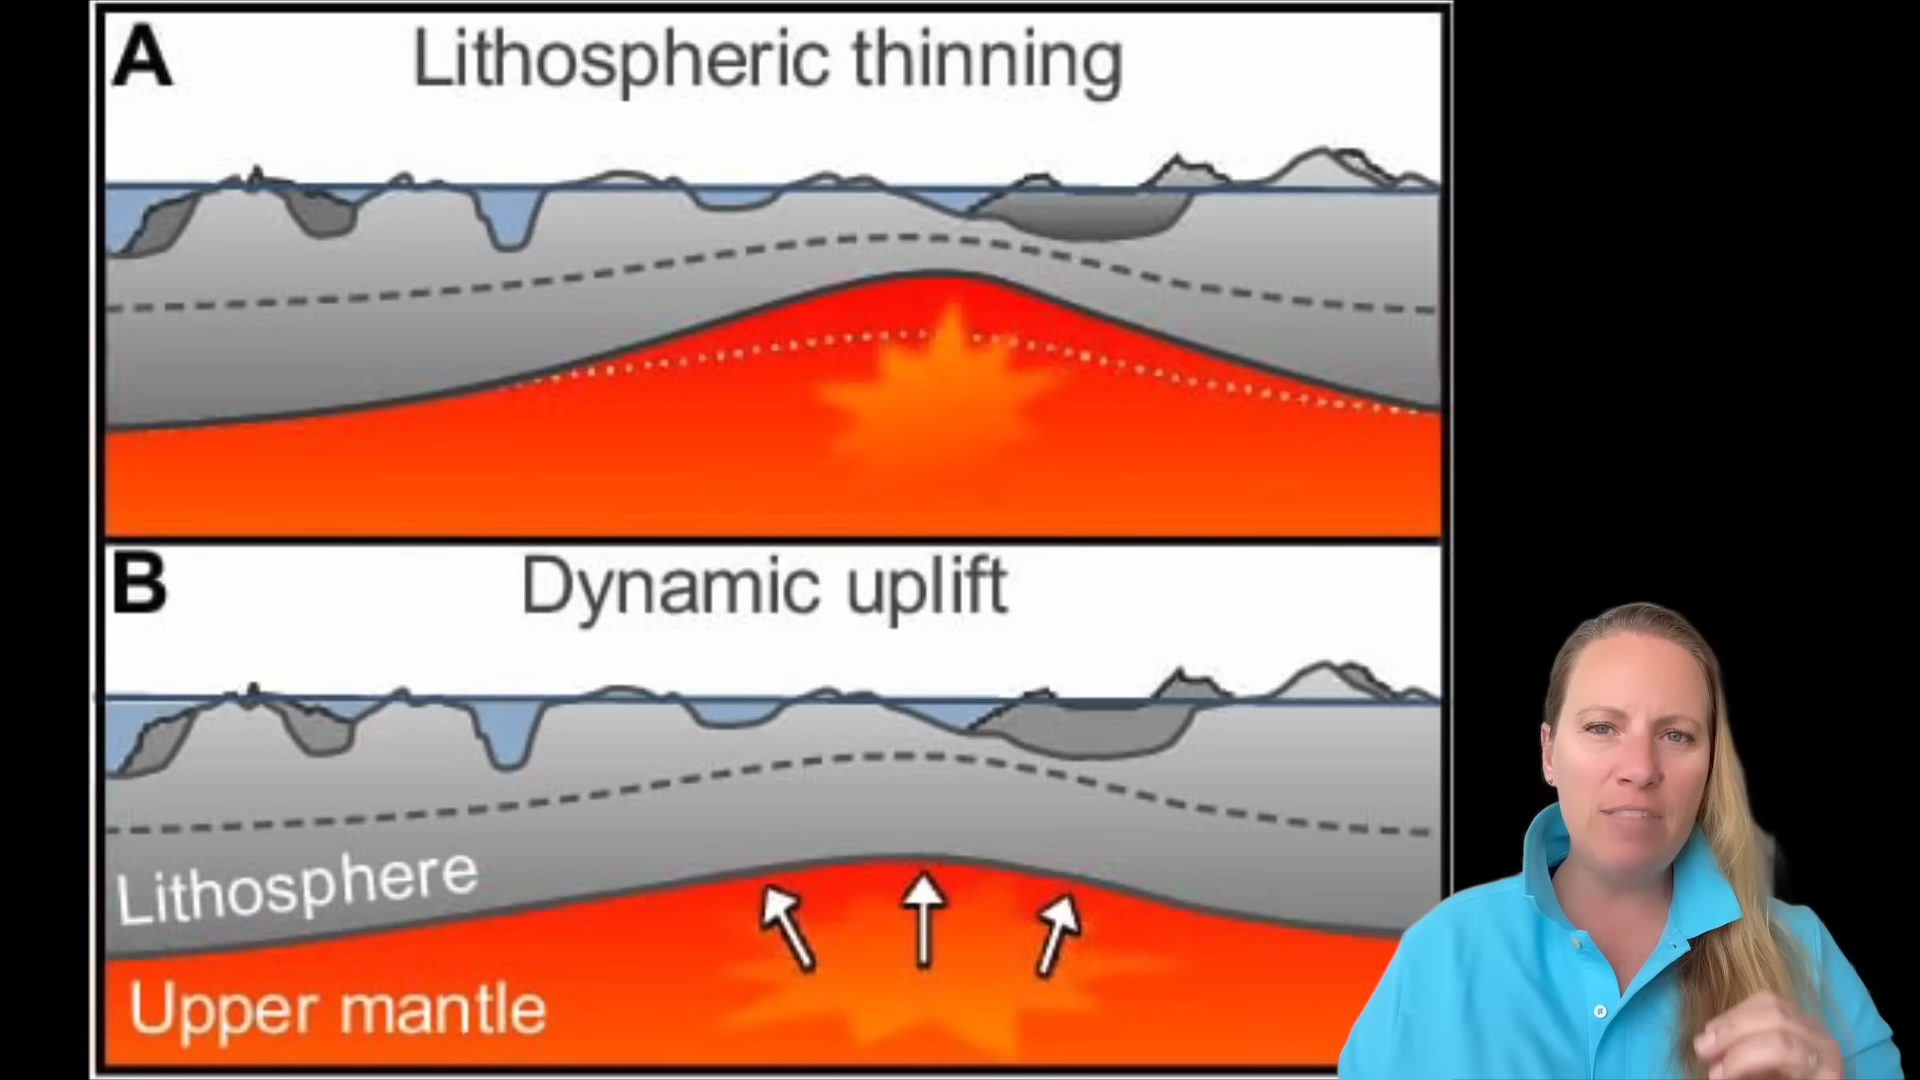 A
Lithospheric thinning
B
Dynamic uplift
Lithosphere
Upper mantle